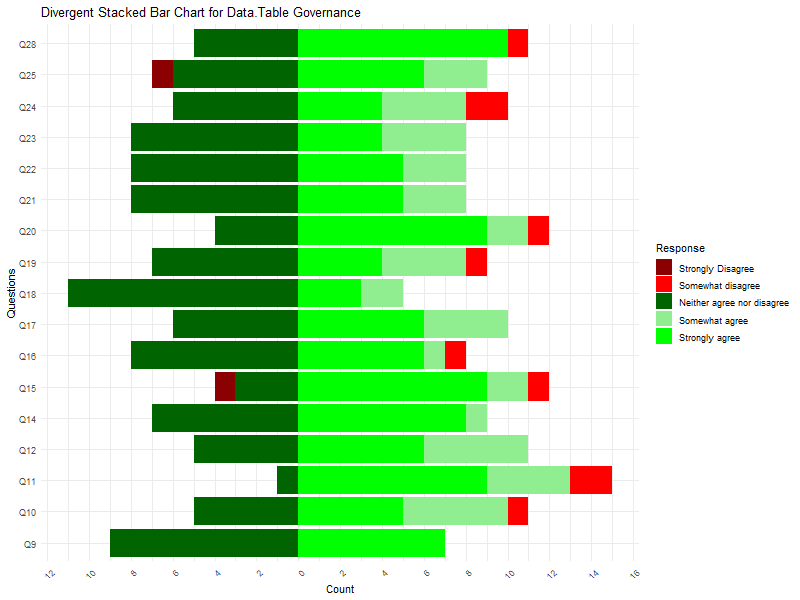 Divergent Stacked Bar Chart for Data.Table Governance
Questions
Q28
Q25
Q24
Q23
Q22
Q21
Q20
Q19
Q18
Q17
Q16
Q15
Q14
Q12
Q11
Q10
Q9
12 10 8 6 4 2 0 2 4 6 8 10 12 14 16
Count
Response
Strongly Disagree
Somewhat disagree
Neither agree nor disagree
Somewhat agree
Strongly agree